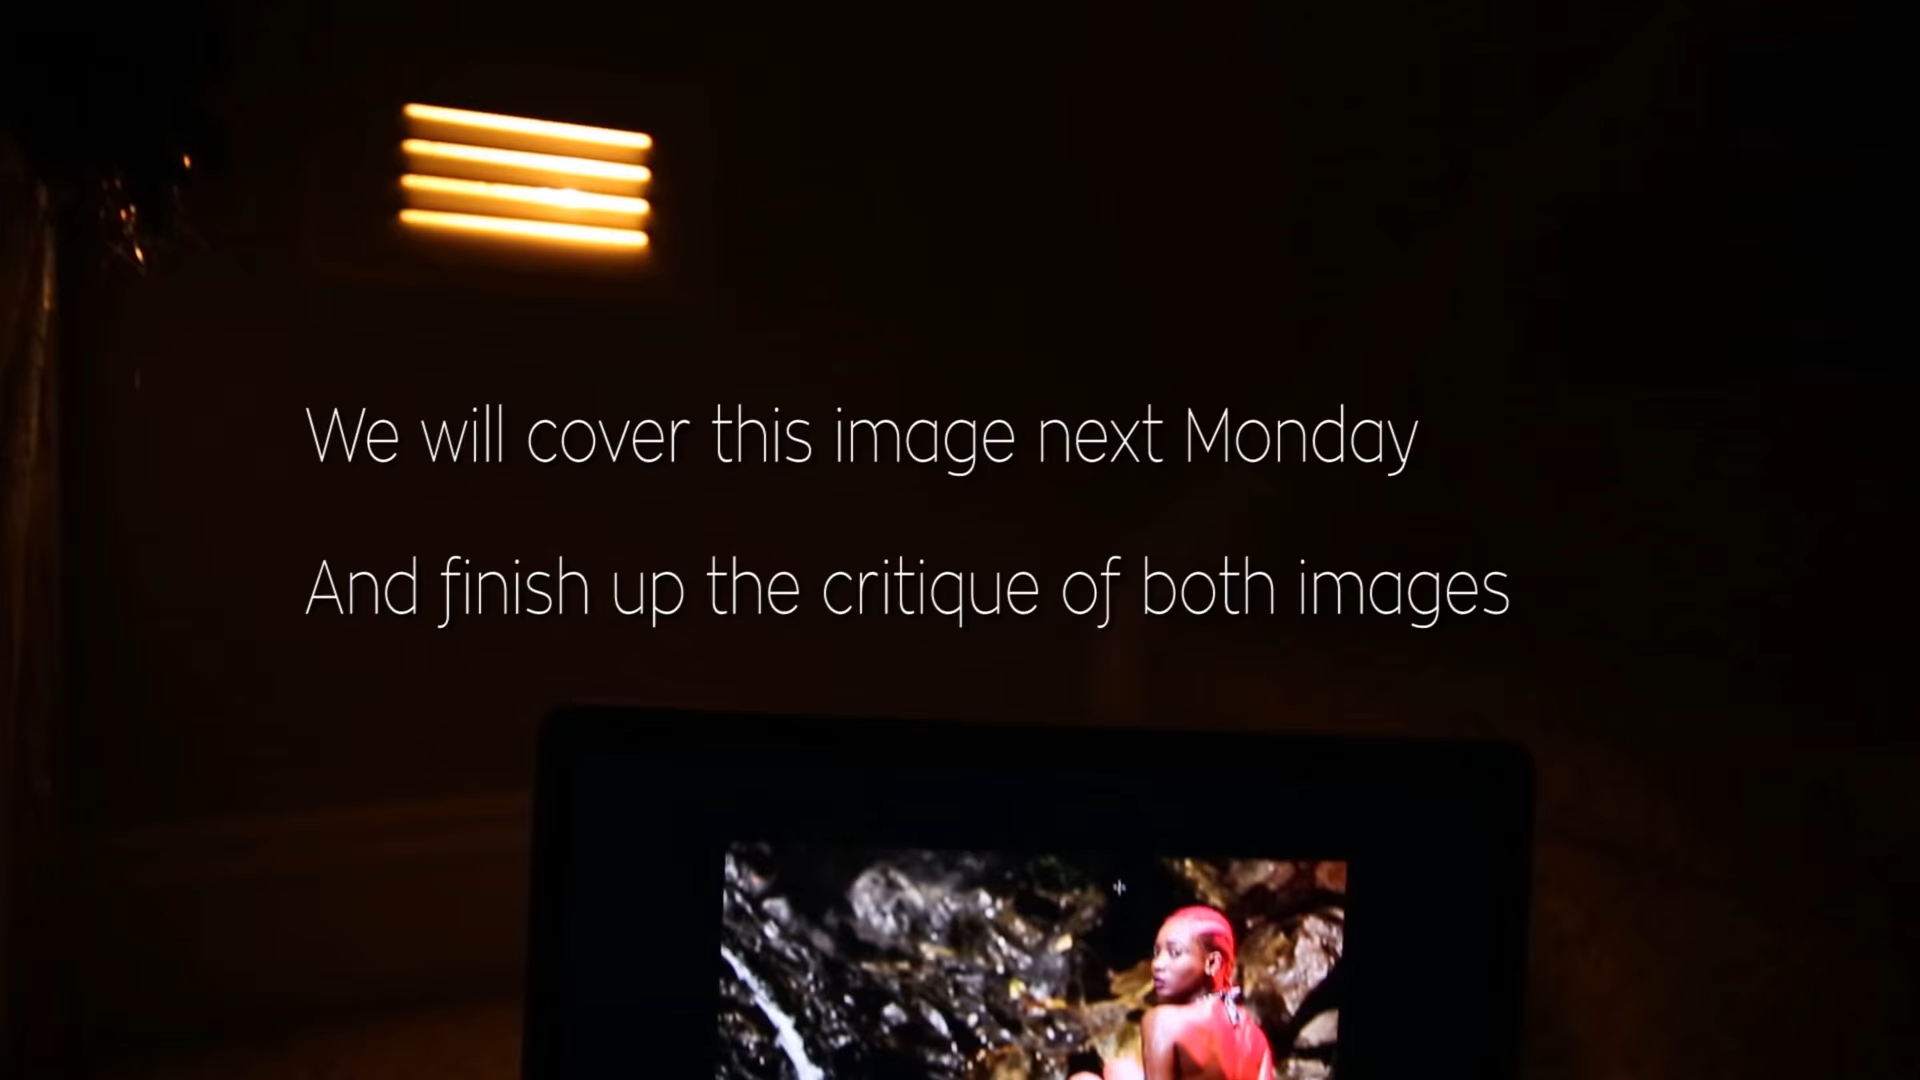 We will cover this image next Monday
And finish up the critique of both images